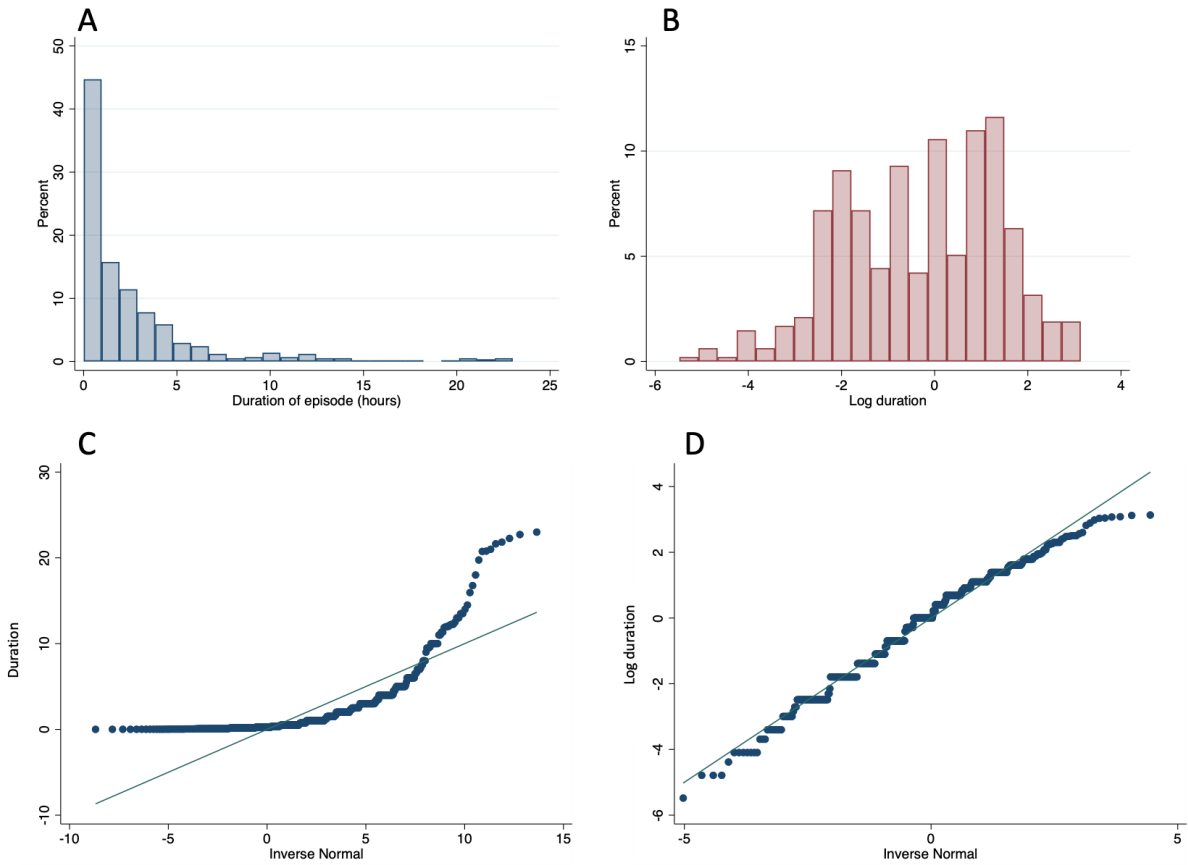 A
50
40
30
20
10
0
Percent
0 5 10 15 20 25
Duration of episode (hours)
B
15
10
5
0
Percent
-6 -4 -2 0 2 4
Log duration
C
30
20
10
0
-10
Duration
-10 -5 0 5 10 15
Inverse Normal
D
4
2
0
-2
-4
-6
Log duration
-5 0 5
Inverse Normal